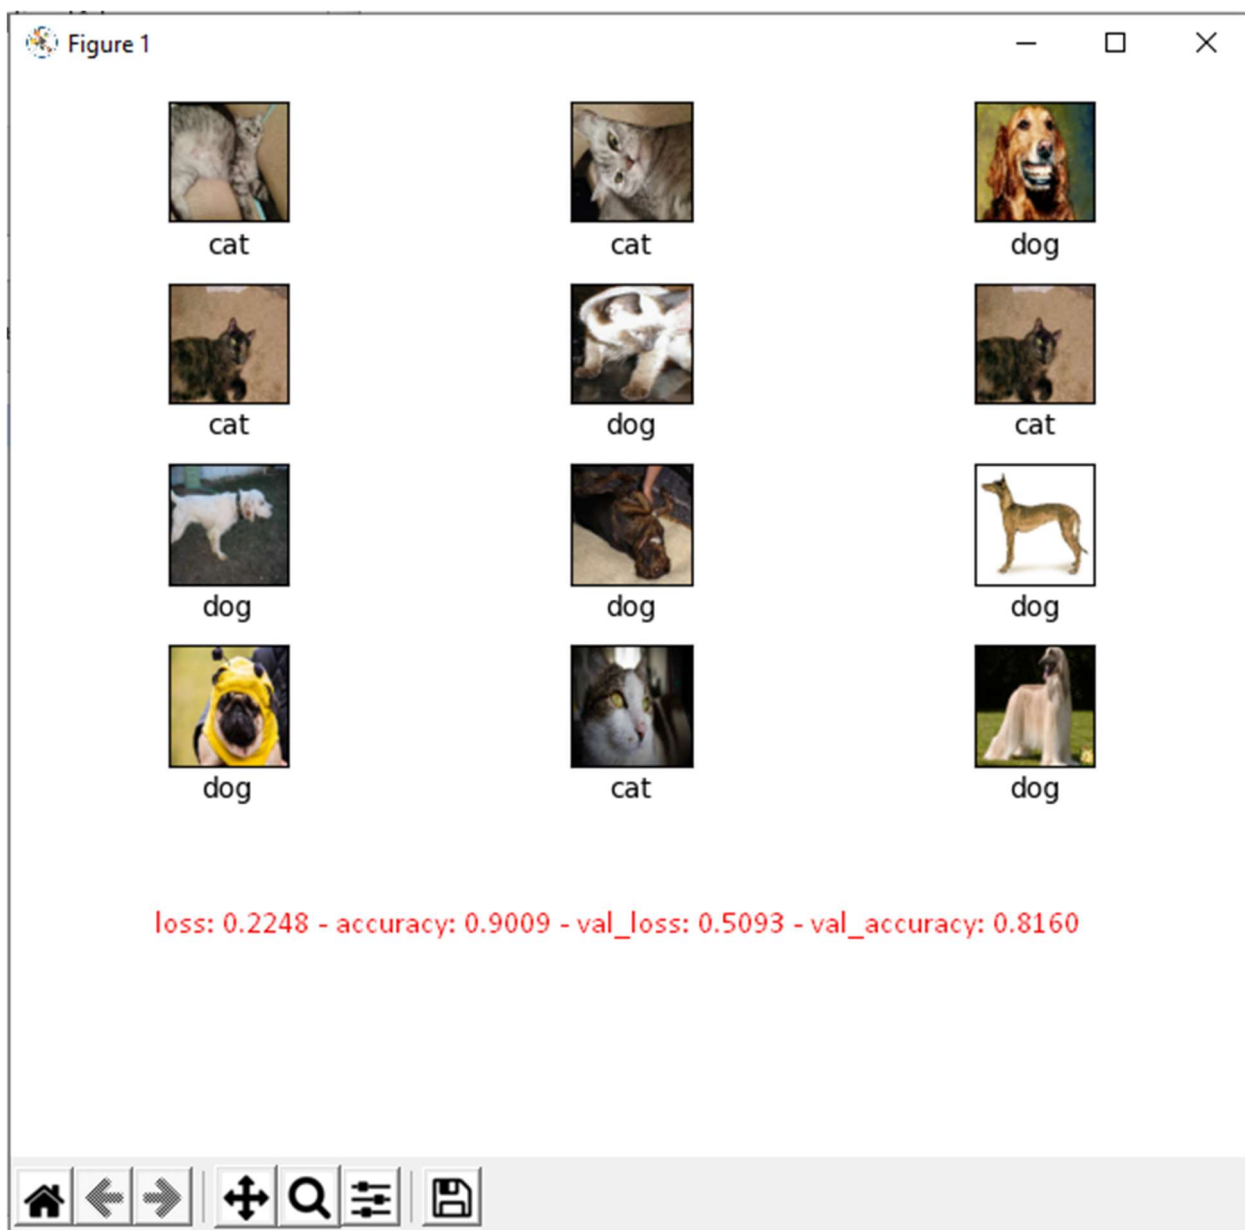 Figure 1
cat cat dog
cat dog cat
dog dog dog
dog cat dog
loss: 0.2248 - accuracy: 0.9009 - val_loss: 0.5093 - val_accuracy: 0.8160